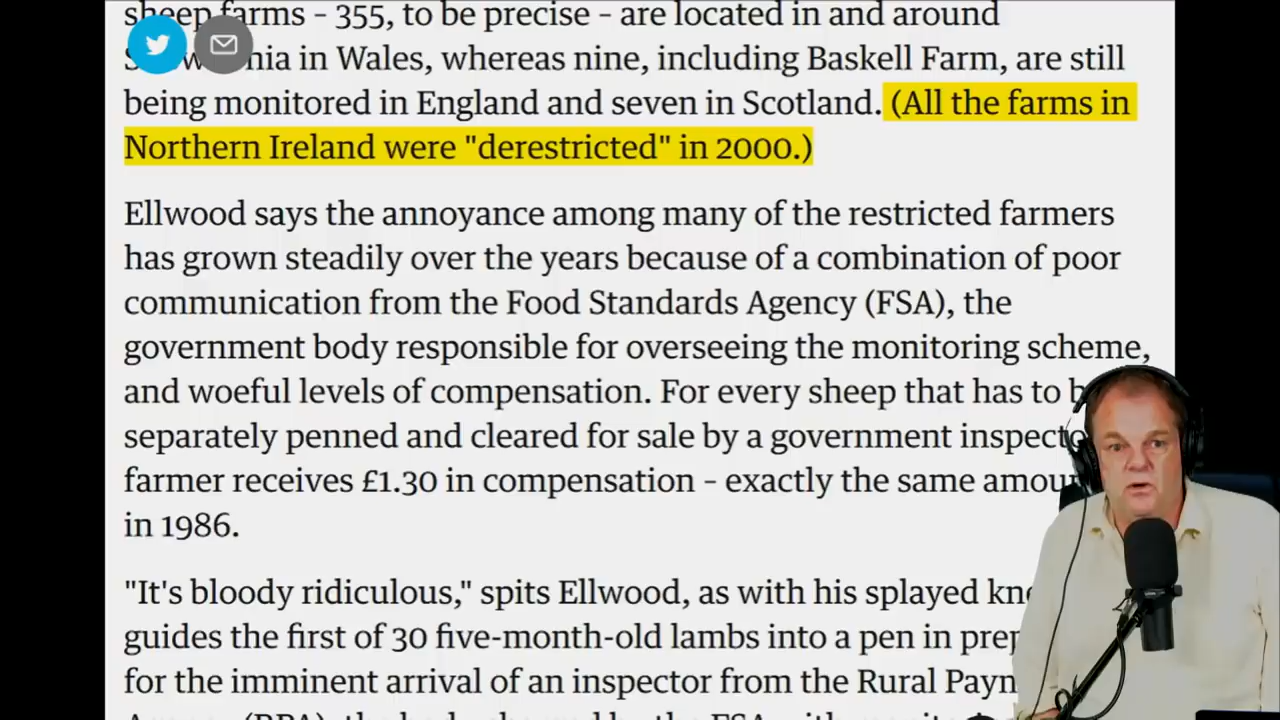 sheep farms – 355, to be precise – are located in and around
in Wales, whereas nine, including Baskell Farm, are still
being monitored in England and seven in Scotland. (All the farms in
Northern Ireland were "derestricted" in 2000.)
Ellwood says the annoyance among many of the restricted farmers
has grown steadily over the years because of a combination of poor
communication from the Food Standards Agency (FSA), the
government body responsible for overseeing the monitoring scheme,
and woeful levels of compensation. For every sheep that has to
separately penned and cleared for sale by a government
farmer receives £1.30 in compensation – exactly the same
in 1986.
"It's bloody ridiculous," spits Ellwood, as with his splayed
guides the first of 30 five-month-old lambs into a pen in
for the imminent arrival of an inspector from the Rural